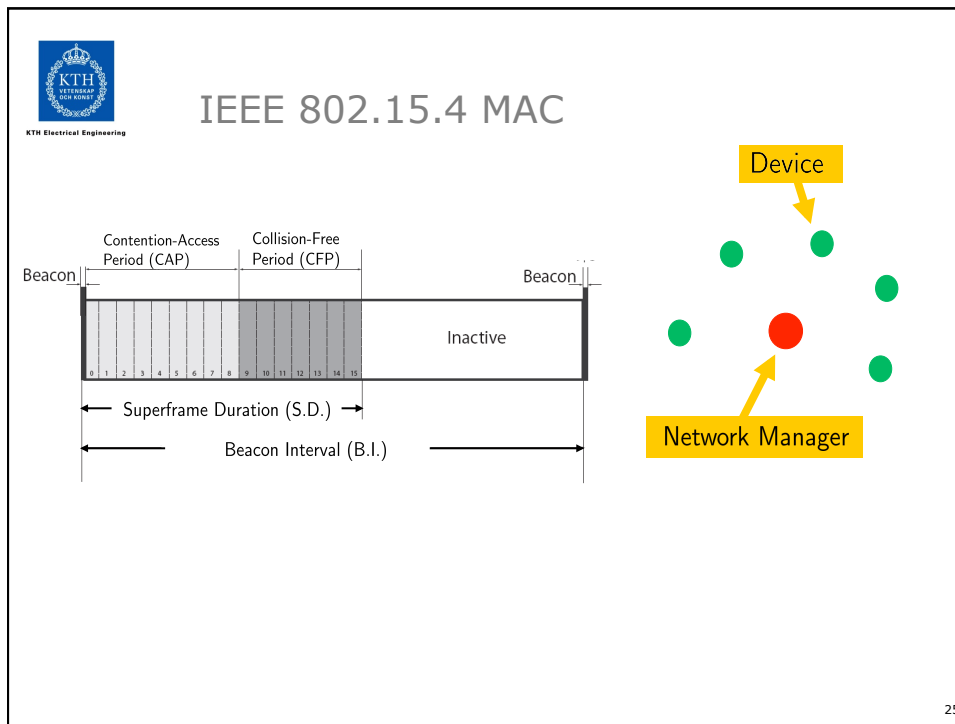 KTH
VETENSKAP
OCH KONST
KTH Electrical Engineering
IEEE 802.15.4 MAC
Device
Contention-Access
Period (CAP)
Collision-Free
Period (CFP)
Beacon
Beacon
Inactive
0 1 2 3 4 5 6 7 8 9 10 11 12 13 14 15
Superframe Duration (S.D.)
Beacon Interval (B.I.)
Network Manager
25